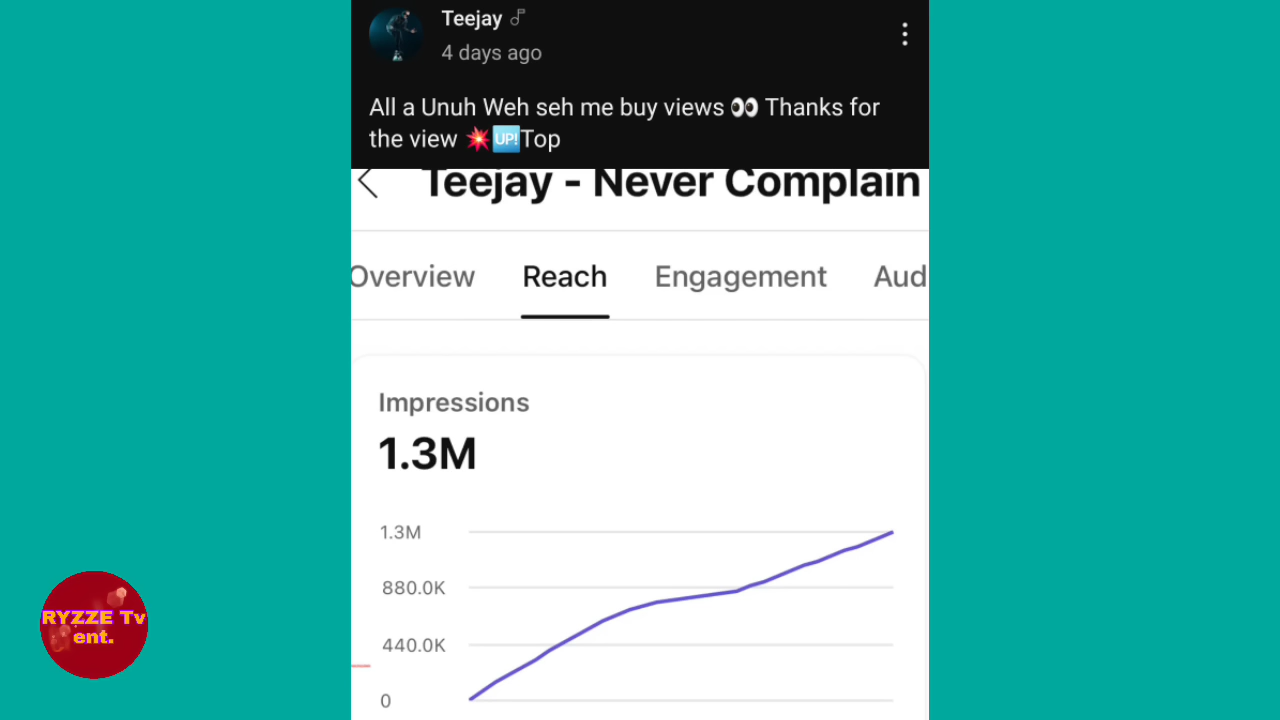 Teejay
4 days ago
All a Unuh Weh seh me buy views 👀 Thanks for
the view 💥🆙Top
Teejay - Never Complain
Overview Reach Engagement Aud
Impressions
1.3M
1.3M
880.0K
440.0K
0
RYZZE Tv
ent.